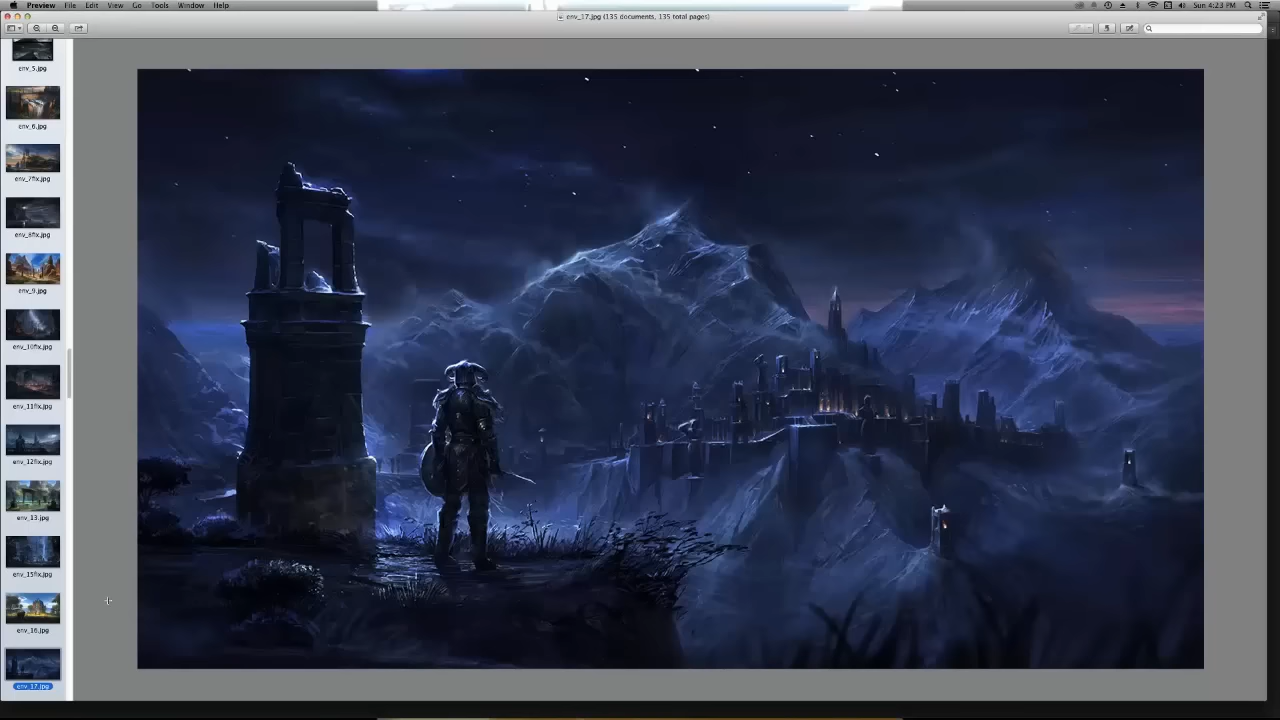 Preview File Edit View Go Tools Window Help
Sun 4:23 PM
env_17.jpg (135 documents, 135 total pages)
env_5.jpg
env_6.jpg
env_7fix.jpg
env_8fix.jpg
env_9.jpg
env_10fix.jpg
env_11fix.jpg
env_12fix.jpg
env_13.jpg
env_15fix.jpg
env_16.jpg
env_17.jpg